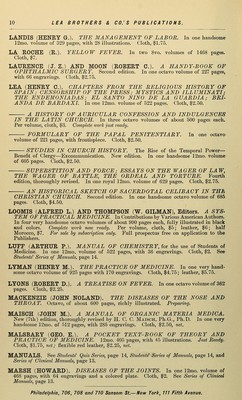 10 LEA BROTHERS & CO.'S PUBLICATIONS.
LANDIS (HENRY G.). THE MANAGEMENT OF LABOR. In one handsome
12mo. volume of 329 pages, with 28 illustrations. Cloth, $1.75.
LA ROCHE (R.). YELLOW FEVER. In two 8vo. volumes of 1468 pages.
Cloth, $7.
LAURENCE (J. Z.) AND MOON (ROBERT C.). A HANDY-BOOK OF
OPHTHALMIC SURGERY. Second edition. In one octavo volume of 227 pages,
with 66 engravings. Cloth, $2.75.
LEA (HENRY C.). CHAPTERS FROM THE RELIGIOUS HISTORY OF
SPAIN; CENSORSHIP OF THE PRESS; MYSTICS AND ILLUMINATI;
THE ENDEMONIADAS; EL SANTO NIÑO DE LA GUARDIA; BRI-
ANDA DE BARDAXI. In one 12mo. volume of 522 pages. Cloth, $2.50.
— A HISTORY OF AURICULAR CONFESSION AND INDULGENCES
IN THE LATIN CHURCH. In three octavo volumes of about 500 pages each.
Per volume, cloth, $3. Complete work just ready.
— FORMULARY OF THE PAPAL PENITENTIARY. In one octavo
volume of 221 pages, with frontispiece. Cloth, $2.50.
— STUDIES IN CHURCH HISTORY. The Rise of the Temporal Power—
Benefit of Clergy—Excommunication. New edition. In one handsome 12mo. volume
of 605 pages. Cloth, $2.50.
— SUPERSTITION AND FORCE; ESSAYS ON THE WAGER OF LAW,
THE WAGER OF BATTLE, THE ORDEAL AND TORTURE. Fourth
edition, thoroughly revised. In one royal 12mo. volume of 629 pages. Cloth, $2.75.
— AN HISTORICAL SKETCH OF SACERDOTAL CELIBACY IN THE
CHRISTIAN CHURCH. Second edition. In one handsome octavo volume of 685
pages. Cloth, $4.50.
LOOMIS (ALFRED L.) AND THOMPSON (W. GILMAN), Editors. A SYS-
TEM OF PRACTICAL MEDICINE. In Contributions by Various American Authors.
In four very handsome octavo volumes of about 900 pages each, fully illustrated in black
and colors. Complete work now ready. Per volume, cloth, $5; leather, $6; half
Morocco, $7. For sale by subscription only. Full prospectus free on application to the
Publishers.
LUFF (ARTHUR P.). MANUAL OF CHEMISTRY, for the use of Students of
Medicine. In one 12mo. volume of 522 pages, with 36 engravings. Cloth, $2. See
Students' Series of Manuals, page 14.
LYMAN (HENRY M.). THE PRACTICE OF MEDICINE. In one very hand-
some octavo volume of 925 pages with 170 engravings. Cloth, $4.75; leather, $5.75.
LYONS (ROBERT D.). A TREATISE ON FEVER. In one octavo volume of 362
pages. Cloth, $2.25.
MACKENZIE (JOHN NOLAND). THE DISEASES OF THE NOSE AND
THROAT. Octavo, of about 600 pages, richly illustrated. Preparing.
MAISCH (JOHN M.). A MANUAL OF ORGANIC MATERIA MEDICA.
New (7th) edition, thoroughly revised by H. C. C. MAISCH, Ph.G., Ph.D. In one very
handsome 12mo. of 512 pages, with 285 engravings. Cloth, $2.50, net.
MALSBARY (GEO. E.). A POCKET TEXT-BOOK OF THEORY AND
PRACTICE OF MEDICINE. 12mo. 405 pages, with 45 illustrations. Just Ready.
Cloth, $1.75, net; flexible red leather, $2.25, net.
MANUALS. See Students' Quiz Series, page 14, Students' Series of Manuals, page 14, and
Series of Clinical Manuals, page 13.
MARSH (HOWARD). DISEASES OF THE JOINTS. In one 12mo. volume of
468 pages, with 64 engravings and a colored plate. Cloth, $2. See Series of
Clinical Manuals, page 13.
Philadelphia, 706, 708 and 710 Sansom St.—New York, 111 Fifth Avenue.